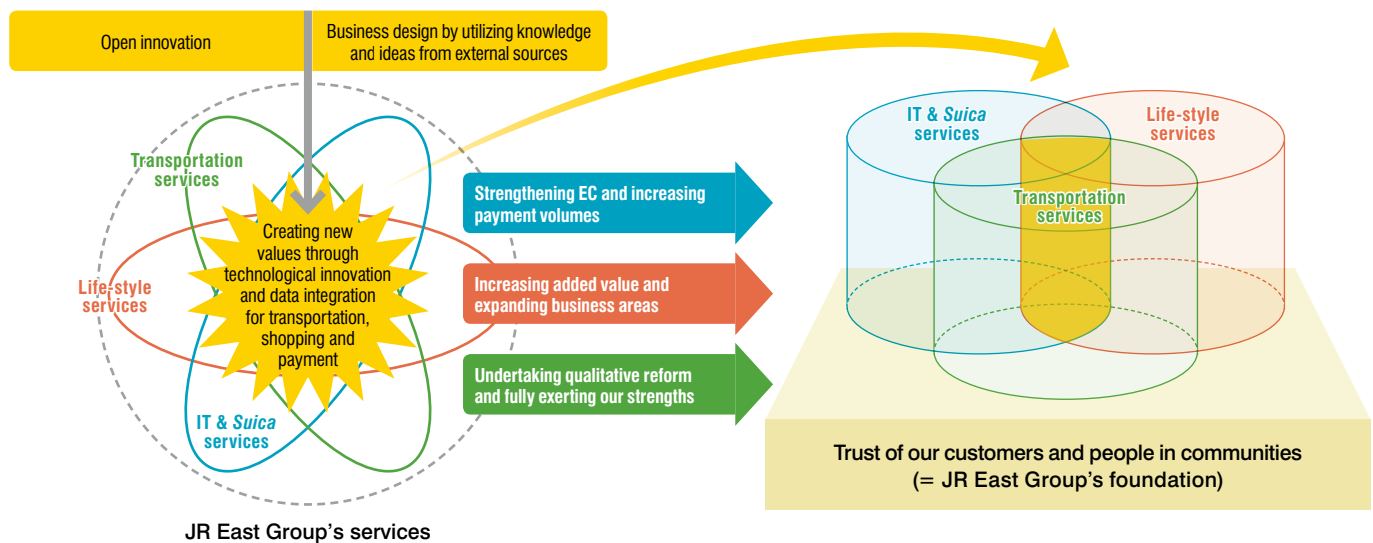 Open innovation
Business design by utilizing knowledge
and ideas from external sources
Transportation
services
Life-style
services
IT & Suica
services
Creating new
values through
technological innovation
and data integration
for transportation,
shopping and
payment
JR East Group's services
Strengthening EC and increasing
payment volumes
Increasing added value and
expanding business areas
Undertaking qualitative reform
and fully exerting our strengths
IT & Suica
services
Life-style
services
Transportation
services
Trust of our customers and people in communities
(= JR East Group's foundation)